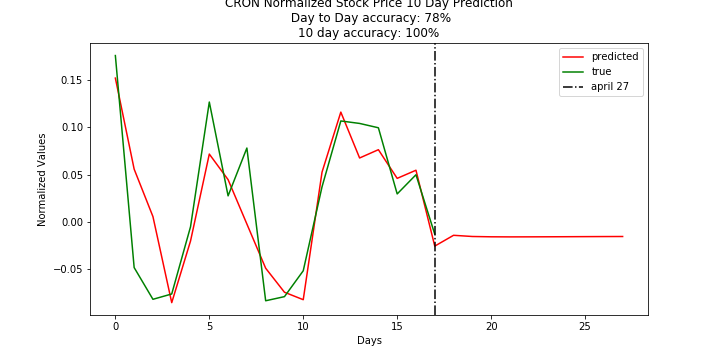 CRON Normalized Stock Price 10 Day Prediction
Day to Day accuracy: 78%
10 day accuracy: 100%
predicted
true
april 27
Normalized Values
0.15
0.10
0.05
0.00
−0.05
0 5 10 15 20 25
Days